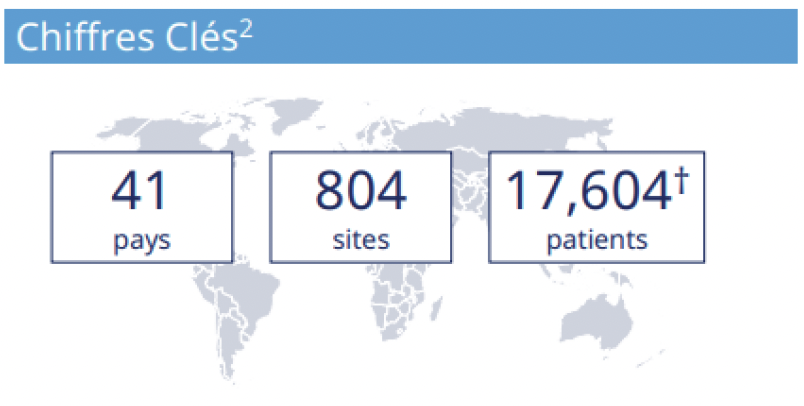 Chiffres Clés²
41
pays
804
sites
17,604†
patients